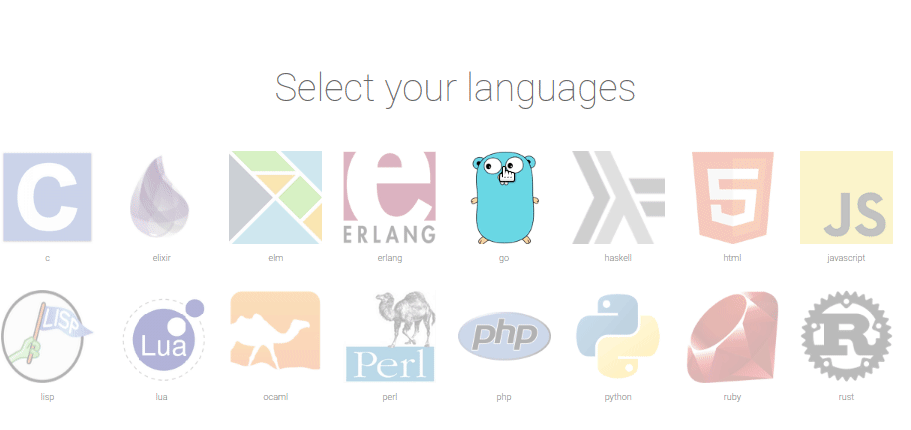 Select your languages
C
e
ERLANG
JS
c
elixir
elm
erlang
go
haskell
html
javascript
LISP
Lua
Perl
php
R
lisp
lua
ocaml
perl
php
python
ruby
rust